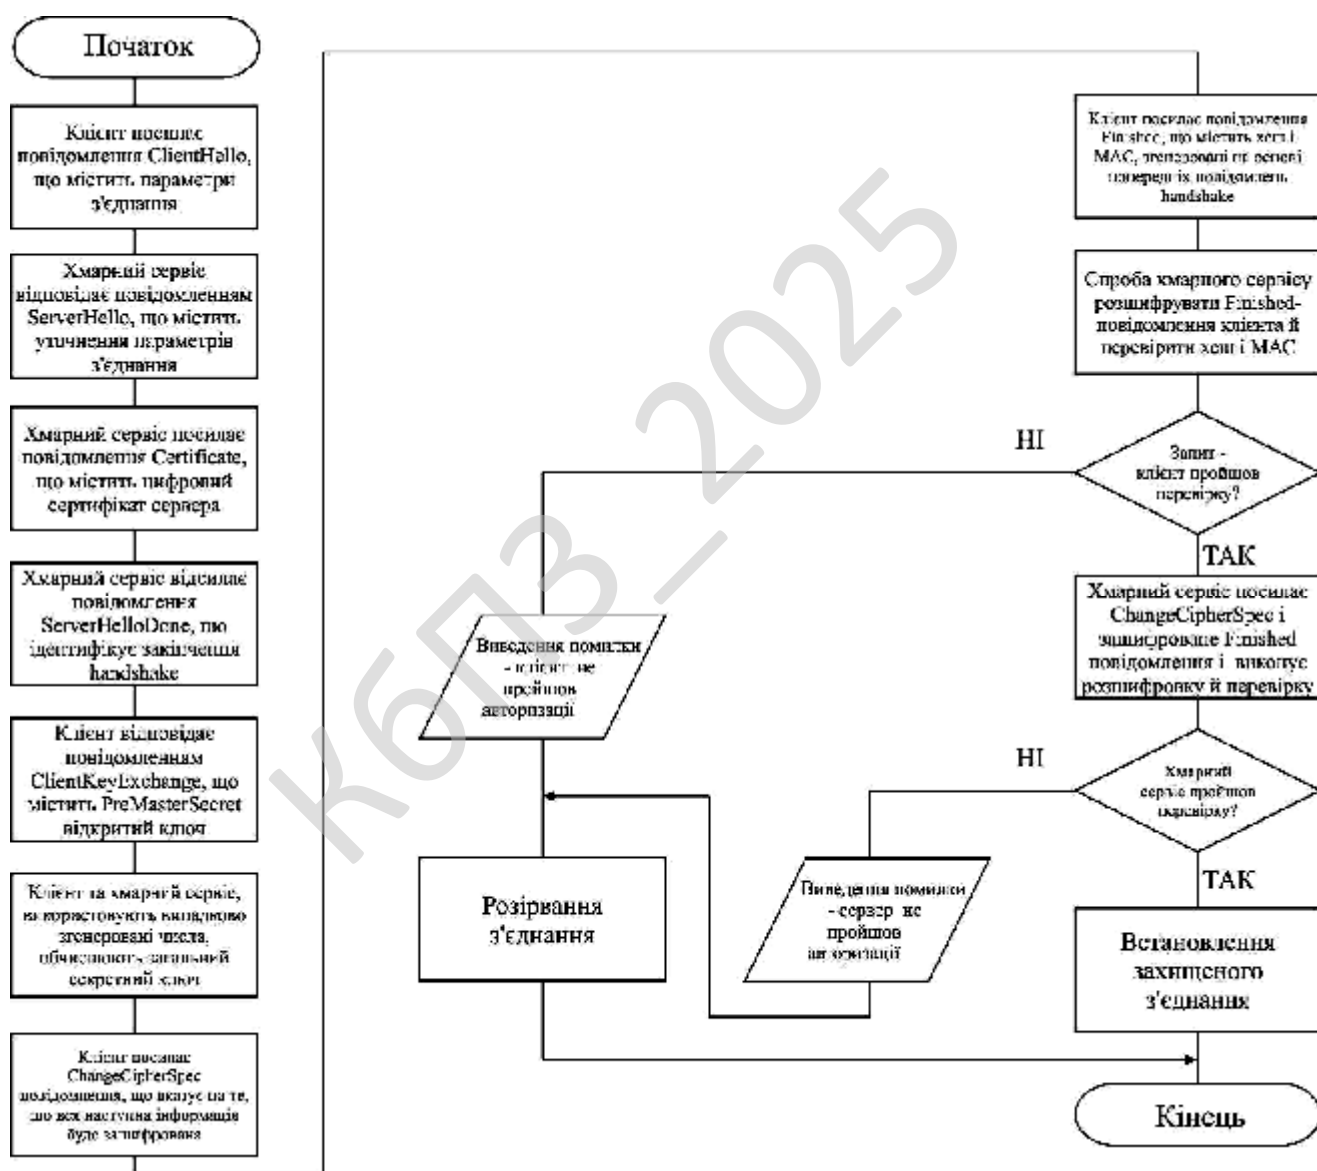 Початок
Клієнт посилає
повідомлення ClientHello,
що містить параметри
з'єднання
Хмарний сервіс
відповідає повідомленням
ServerHello, що містить
уточнення параметрів
з'єднання
Хмарний сервіс посилає
повідомлення Certificate,
що містить цифровий
сертифікат сервера
Хмарний сервіс відсилає
повідомлення
ServerHelloDone, що
ідентифікує закінчення
handshake
Клієнт відповідає
повідомленням
ClientKeyExchange, що
містить PreMasterSecret
відкритий ключ
Клієнт та хмарний сервіс,
використовують випадково
згенеровані числа,
обчислюють загальний
секретний ключ
Клієнт посилає
ChangeCipherSpec
повідомлення, що вказує на те,
що вся наступна інформація
буде зашифрована
Клієнт посилає повідомлення
Finished, що містить хеш і
MAC, згенеровані на основі
попередніх повідомлень
handshake
Спроба хмарного сервісу
розшифрувати Finished-
повідомлення клієнта й
перевірити хеш і MAC
НІ
Запит -
клієнт пройшов
перевірку?
ТАК
Хмарний сервіс посилає
ChangeCipherSpec і
зашифроване Finished
повідомлення і виконує
розшифровку й перевірку
Виведення помилки
- клієнт не
пройшов
авторизації
НІ
Хмарний
сервіс пройшов
перевірку?
ТАК
Розірвання
з'єднання
Виведення помилки
- сервер не
пройшов
авторизації
Встановлення
захищеного
з'єднання
Кінець
КБПЗ_2025